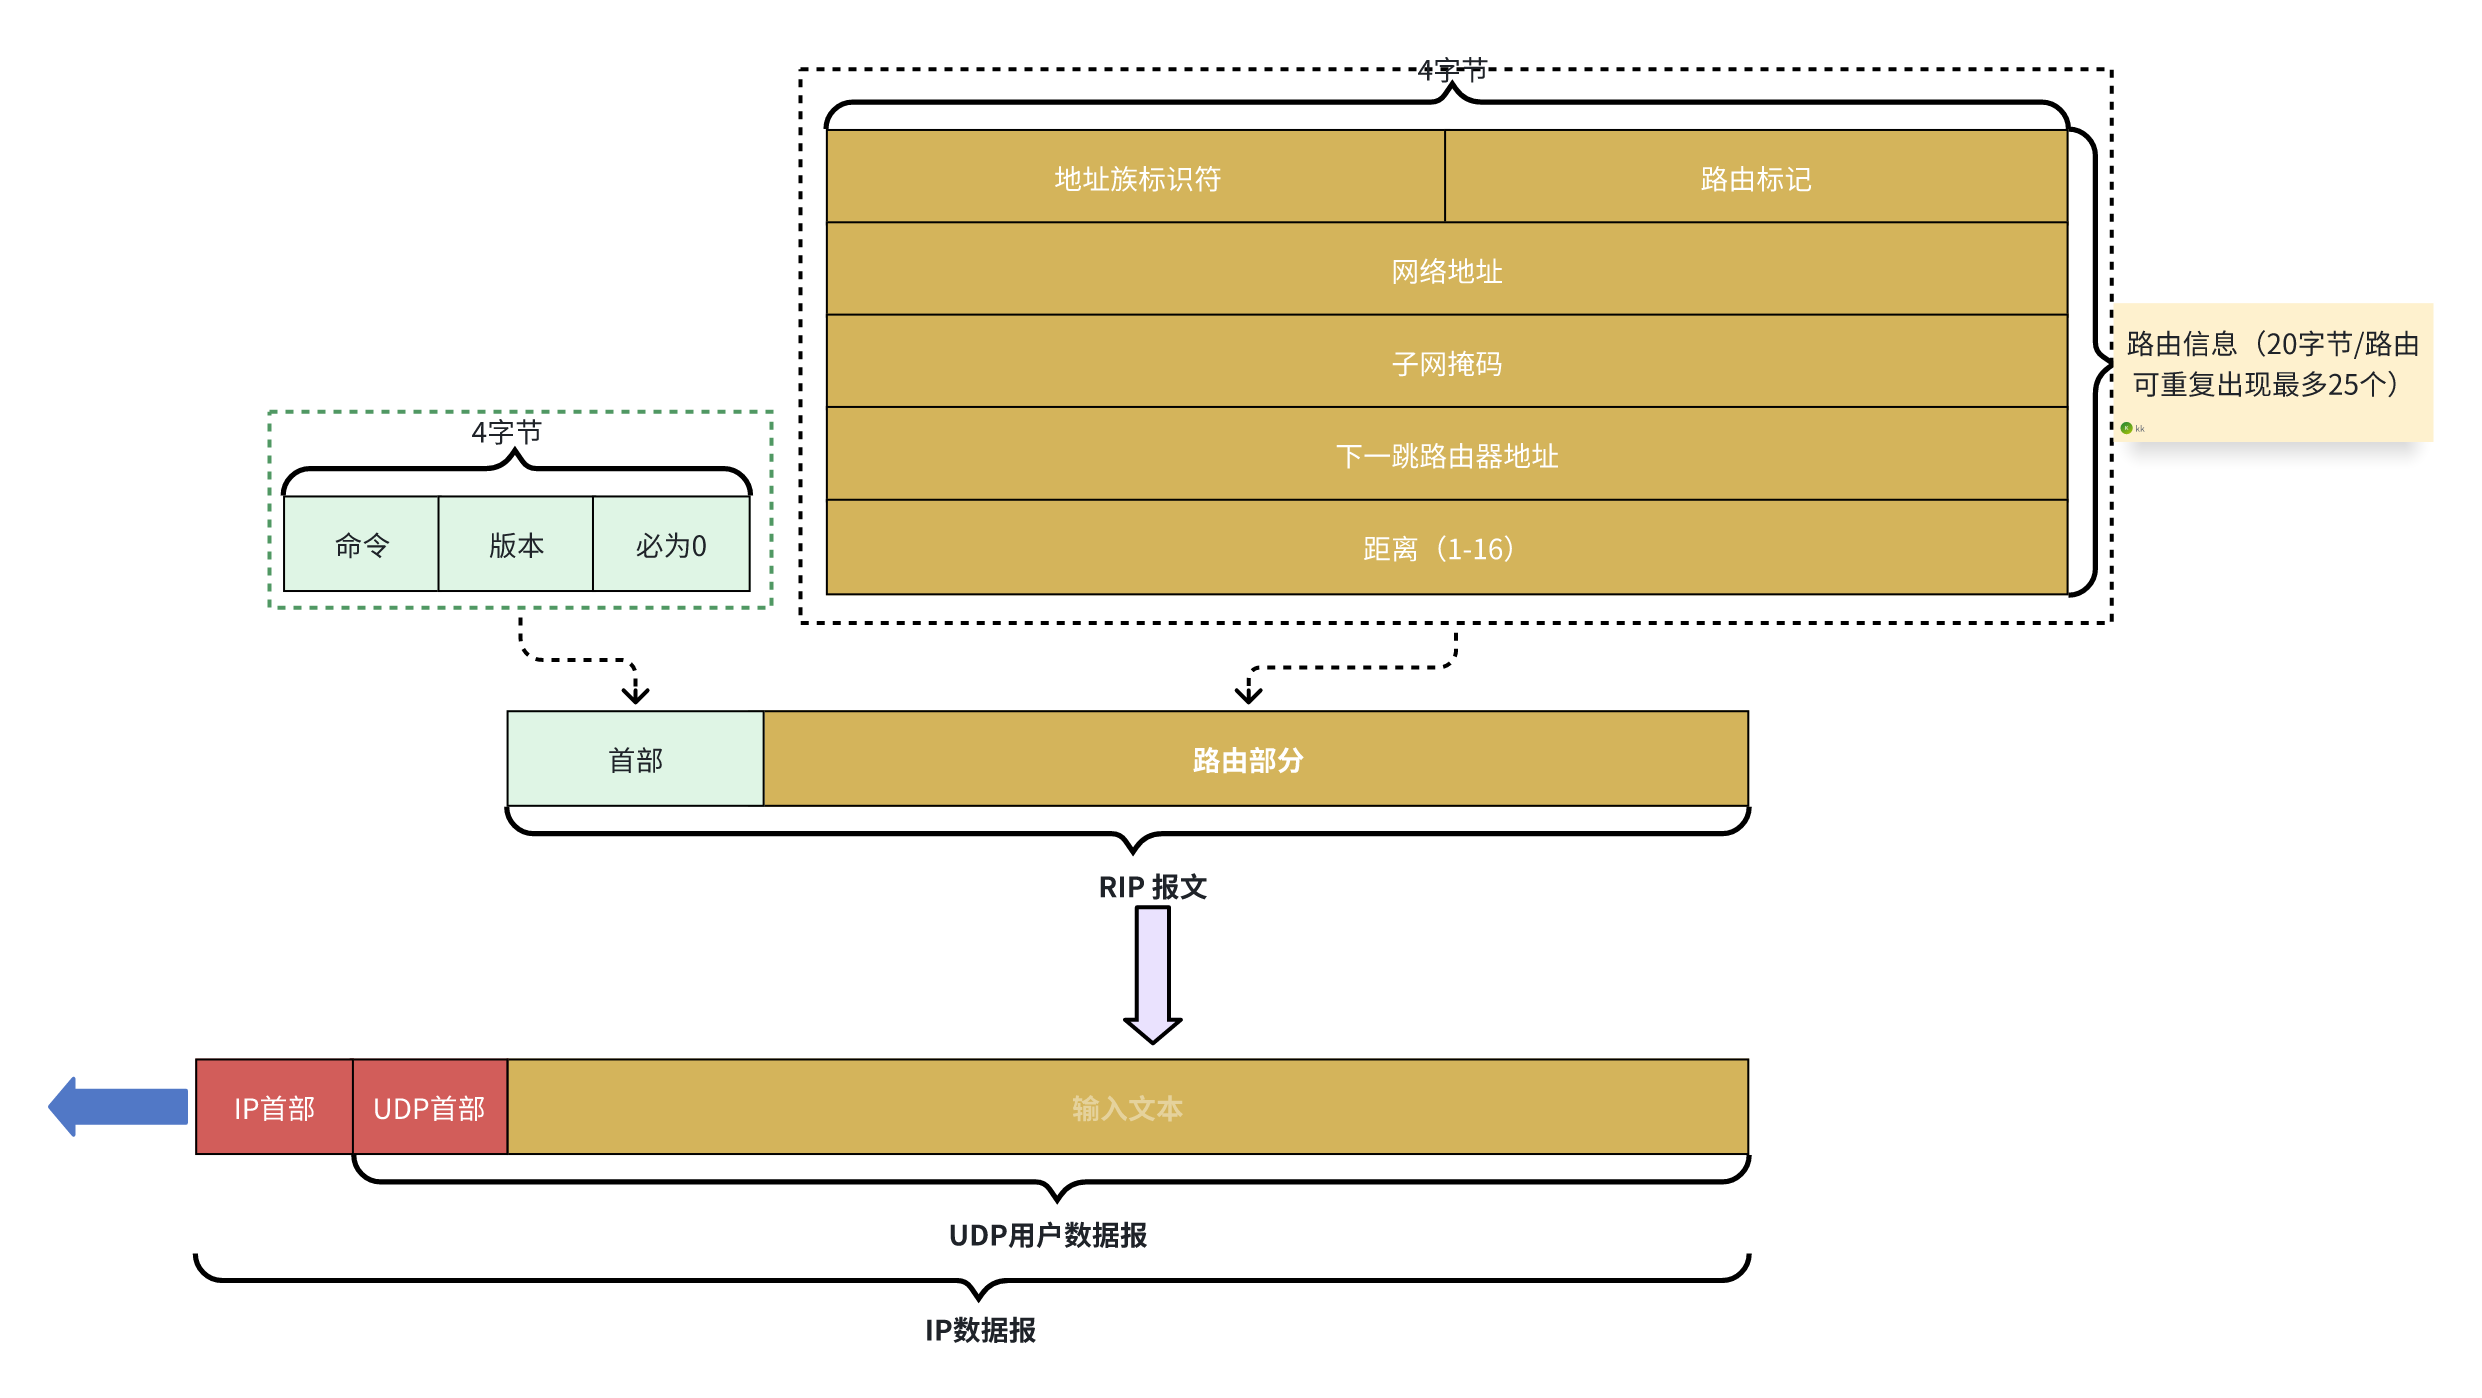 4字节
地址族标识符
路由标记
网络地址
子网掩码
下一跳路由器地址
距离（1-16）
路由信息（20字节/路由
可重复出现最多25个）
kk
4字节
命令
版本
必为0
首部
路由部分
RIP 报文
IP首部
UDP首部
输入文本
UDP用户数据报
IP数据报